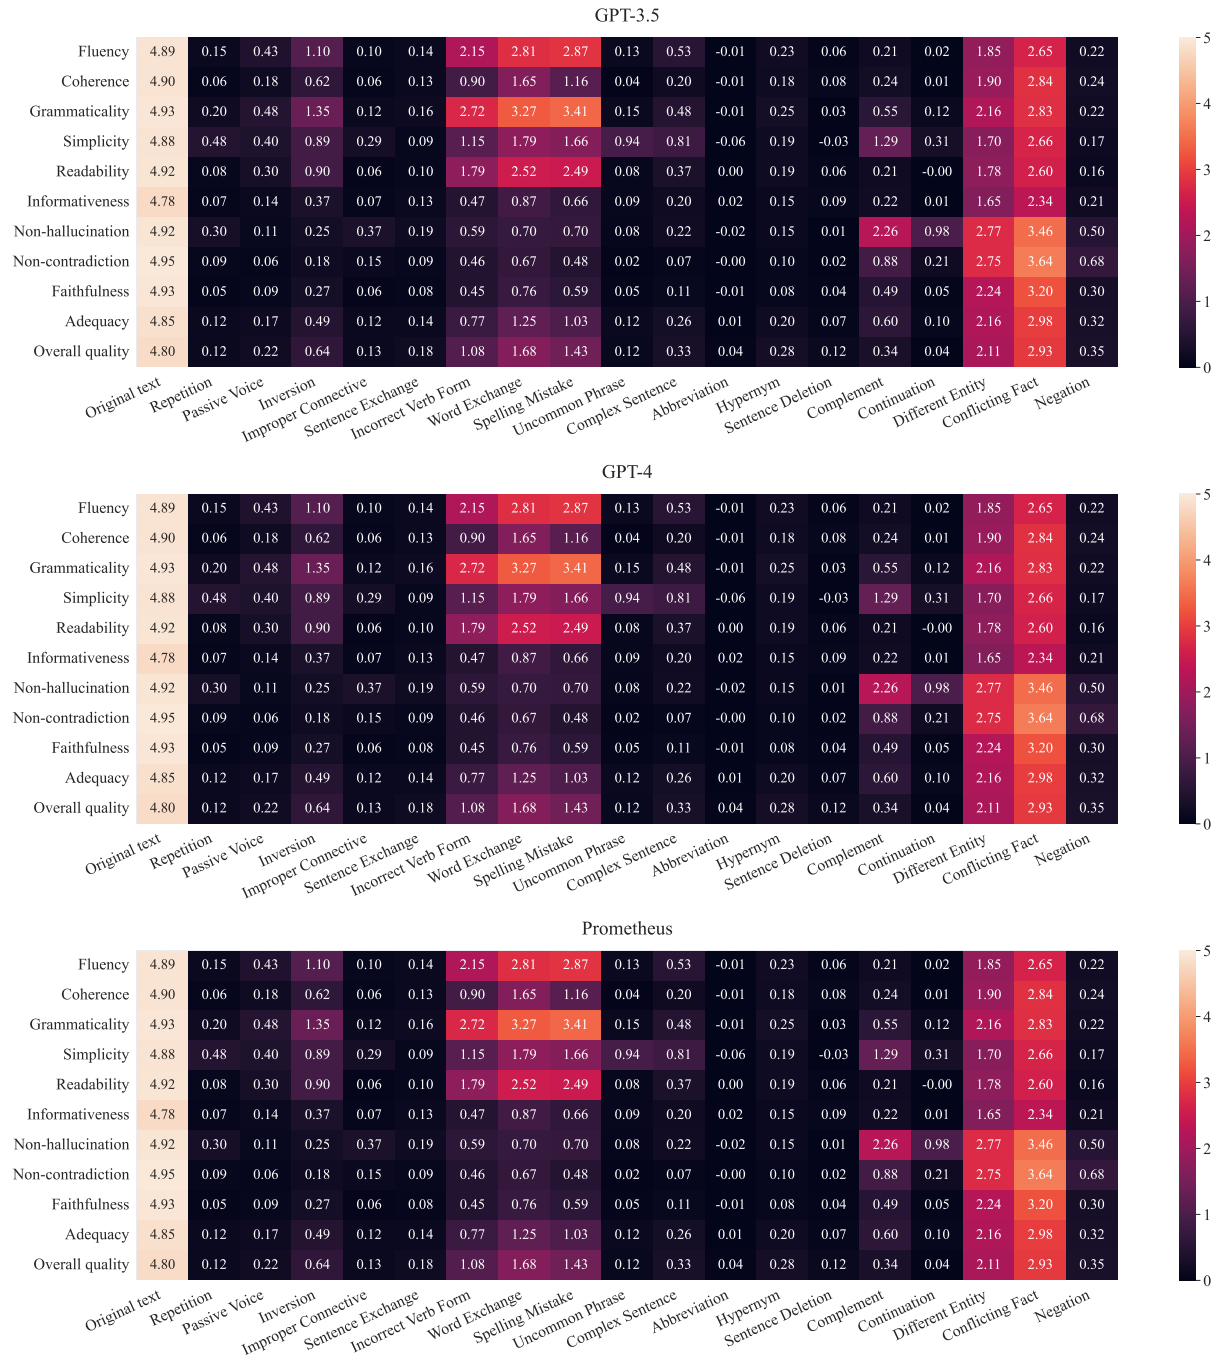 GPT-3.5
Fluency 4.89 0.15 0.43 1.10 0.10 0.14 2.15 2.81 2.87 0.13 0.53 -0.01 0.23 0.06 0.21 0.02 1.85 2.65 0.22
Coherence 4.90 0.06 0.18 0.62 0.06 0.13 0.90 1.65 1.16 0.04 0.20 -0.01 0.18 0.08 0.24 0.01 1.90 2.84 0.24
Grammaticality 4.93 0.20 0.48 1.35 0.12 0.16 2.72 3.27 3.41 0.15 0.48 -0.01 0.25 0.03 0.55 0.12 2.16 2.83 0.22
Simplicity 4.88 0.48 0.40 0.89 0.29 0.09 1.15 1.79 1.66 0.94 0.81 -0.06 0.19 -0.03 1.29 0.31 1.70 2.66 0.17
Readability 4.92 0.08 0.30 0.90 0.06 0.10 1.79 2.52 2.49 0.08 0.37 0.00 0.19 0.06 0.21 -0.00 1.78 2.60 0.16
Informativeness 4.78 0.07 0.14 0.37 0.07 0.13 0.47 0.87 0.66 0.09 0.20 0.02 0.15 0.09 0.22 0.01 1.65 2.34 0.21
Non-hallucination 4.92 0.30 0.11 0.25 0.37 0.19 0.59 0.70 0.70 0.08 0.22 -0.02 0.15 0.01 2.26 0.98 2.77 3.46 0.50
Non-contradiction 4.95 0.09 0.06 0.18 0.15 0.09 0.46 0.67 0.48 0.02 0.07 -0.00 0.10 0.02 0.88 0.21 2.75 3.64 0.68
Faithfulness 4.93 0.05 0.09 0.27 0.06 0.08 0.45 0.76 0.59 0.05 0.11 -0.01 0.08 0.04 0.49 0.05 2.24 3.20 0.30
Adequacy 4.85 0.12 0.17 0.49 0.12 0.14 0.77 1.25 1.03 0.12 0.26 0.01 0.20 0.07 0.60 0.10 2.16 2.98 0.32
Overall quality 4.80 0.12 0.22 0.64 0.13 0.18 1.08 1.68 1.43 0.12 0.33 0.04 0.28 0.12 0.34 0.04 2.11 2.93 0.35
Original text Repetition Passive Voice Inversion Improper Connective Sentence Exchange Incorrect Verb Form Word Exchange Spelling Mistake Uncommon Phrase Complex Sentence Abbreviation Hypernym Sentence Deletion Complement Continuation Different Entity Conflicting Fact Negation
5
4
3
2
1
0
GPT-4
Fluency 4.89 0.15 0.43 1.10 0.10 0.14 2.15 2.81 2.87 0.13 0.53 -0.01 0.23 0.06 0.21 0.02 1.85 2.65 0.22
Coherence 4.90 0.06 0.18 0.62 0.06 0.13 0.90 1.65 1.16 0.04 0.20 -0.01 0.18 0.08 0.24 0.01 1.90 2.84 0.24
Grammaticality 4.93 0.20 0.48 1.35 0.12 0.16 2.72 3.27 3.41 0.15 0.48 -0.01 0.25 0.03 0.55 0.12 2.16 2.83 0.22
Simplicity 4.88 0.48 0.40 0.89 0.29 0.09 1.15 1.79 1.66 0.94 0.81 -0.06 0.19 -0.03 1.29 0.31 1.70 2.66 0.17
Readability 4.92 0.08 0.30 0.90 0.06 0.10 1.79 2.52 2.49 0.08 0.37 0.00 0.19 0.06 0.21 -0.00 1.78 2.60 0.16
Informativeness 4.78 0.07 0.14 0.37 0.07 0.13 0.47 0.87 0.66 0.09 0.20 0.02 0.15 0.09 0.22 0.01 1.65 2.34 0.21
Non-hallucination 4.92 0.30 0.11 0.25 0.37 0.19 0.59 0.70 0.70 0.08 0.22 -0.02 0.15 0.01 2.26 0.98 2.77 3.46 0.50
Non-contradiction 4.95 0.09 0.06 0.18 0.15 0.09 0.46 0.67 0.48 0.02 0.07 -0.00 0.10 0.02 0.88 0.21 2.75 3.64 0.68
Faithfulness 4.93 0.05 0.09 0.27 0.06 0.08 0.45 0.76 0.59 0.05 0.11 -0.01 0.08 0.04 0.49 0.05 2.24 3.20 0.30
Adequacy 4.85 0.12 0.17 0.49 0.12 0.14 0.77 1.25 1.03 0.12 0.26 0.01 0.20 0.07 0.60 0.10 2.16 2.98 0.32
Overall quality 4.80 0.12 0.22 0.64 0.13 0.18 1.08 1.68 1.43 0.12 0.33 0.04 0.28 0.12 0.34 0.04 2.11 2.93 0.35
Original text Repetition Passive Voice Inversion Improper Connective Sentence Exchange Incorrect Verb Form Word Exchange Spelling Mistake Uncommon Phrase Complex Sentence Abbreviation Hypernym Sentence Deletion Complement Continuation Different Entity Conflicting Fact Negation
5
4
3
2
1
0
Prometheus
Fluency 4.89 0.15 0.43 1.10 0.10 0.14 2.15 2.81 2.87 0.13 0.53 -0.01 0.23 0.06 0.21 0.02 1.85 2.65 0.22
Coherence 4.90 0.06 0.18 0.62 0.06 0.13 0.90 1.65 1.16 0.04 0.20 -0.01 0.18 0.08 0.24 0.01 1.90 2.84 0.24
Grammaticality 4.93 0.20 0.48 1.35 0.12 0.16 2.72 3.27 3.41 0.15 0.48 -0.01 0.25 0.03 0.55 0.12 2.16 2.83 0.22
Simplicity 4.88 0.48 0.40 0.89 0.29 0.09 1.15 1.79 1.66 0.94 0.81 -0.06 0.19 -0.03 1.29 0.31 1.70 2.66 0.17
Readability 4.92 0.08 0.30 0.90 0.06 0.10 1.79 2.52 2.49 0.08 0.37 0.00 0.19 0.06 0.21 -0.00 1.78 2.60 0.16
Informativeness 4.78 0.07 0.14 0.37 0.07 0.13 0.47 0.87 0.66 0.09 0.20 0.02 0.15 0.09 0.22 0.01 1.65 2.34 0.21
Non-hallucination 4.92 0.30 0.11 0.25 0.37 0.19 0.59 0.70 0.70 0.08 0.22 -0.02 0.15 0.01 2.26 0.98 2.77 3.46 0.50
Non-contradiction 4.95 0.09 0.06 0.18 0.15 0.09 0.46 0.67 0.48 0.02 0.07 -0.00 0.10 0.02 0.88 0.21 2.75 3.64 0.68
Faithfulness 4.93 0.05 0.09 0.27 0.06 0.08 0.45 0.76 0.59 0.05 0.11 -0.01 0.08 0.04 0.49 0.05 2.24 3.20 0.30
Adequacy 4.85 0.12 0.17 0.49 0.12 0.14 0.77 1.25 1.03 0.12 0.26 0.01 0.20 0.07 0.60 0.10 2.16 2.98 0.32
Overall quality 4.80 0.12 0.22 0.64 0.13 0.18 1.08 1.68 1.43 0.12 0.33 0.04 0.28 0.12 0.34 0.04 2.11 2.93 0.35
Original text Repetition Passive Voice Inversion Improper Connective Sentence Exchange Incorrect Verb Form Word Exchange Spelling Mistake Uncommon Phrase Complex Sentence Abbreviation Hypernym Sentence Deletion Complement Continuation Different Entity Conflicting Fact Negation
5
4
3
2
1
0